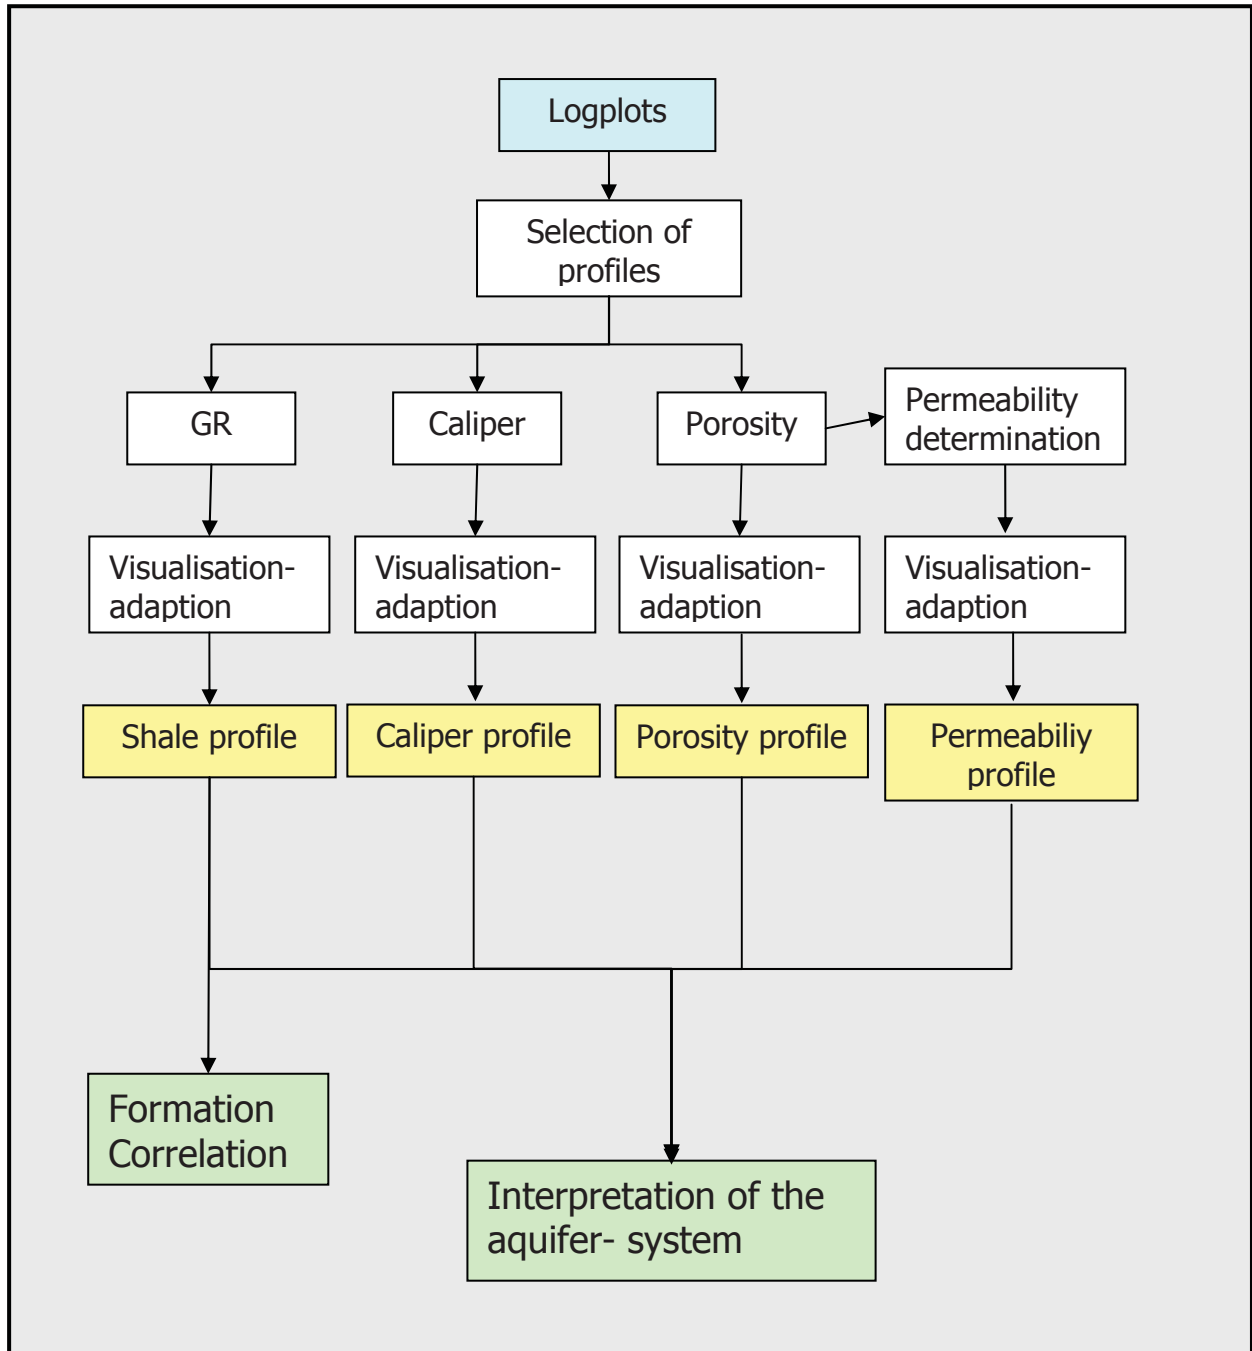 Logplots
Selection of
profiles
GR
Caliper
Porosity
Permeability
determination
Visualisation-
adaption
Visualisation-
adaption
Visualisation-
adaption
Visualisation-
adaption
Shale profile
Caliper profile
Porosity profile
Permeabiliy
profile
Formation
Correlation
Interpretation of the
aquifer- system